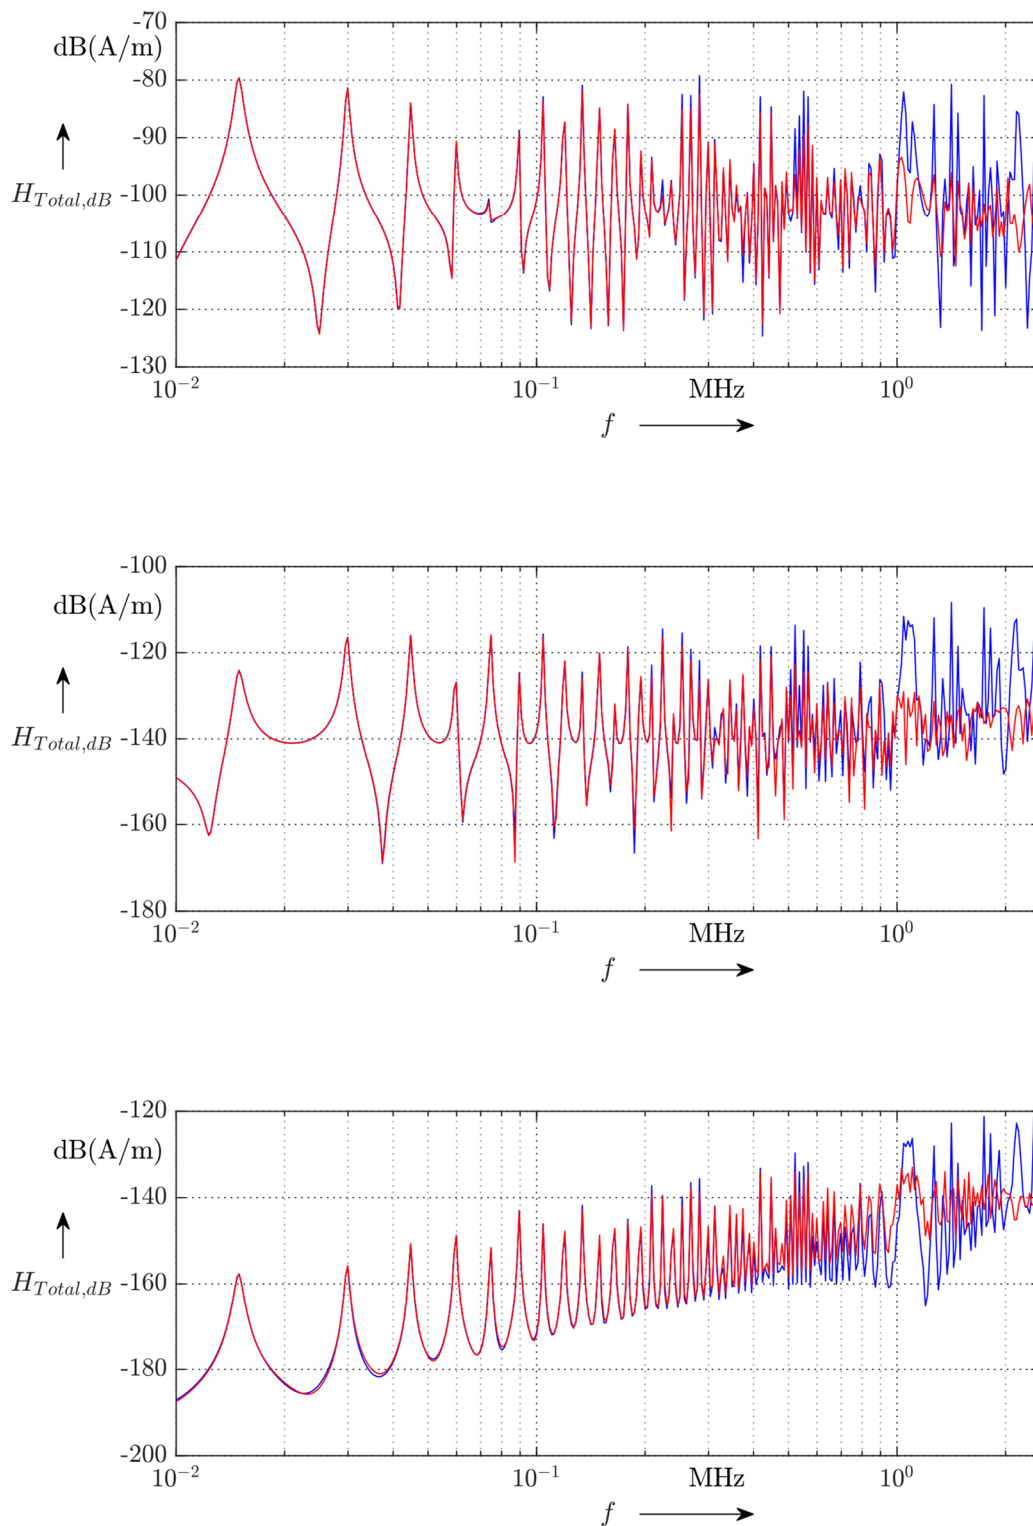 -70
dB(A/m)
-80
-90
H_{Total,dB}
-100
-110
-120
-130
10^{-2} 10^{-1} MHz 10^{0}
f
-100
dB(A/m)
-120
H_{Total,dB}
-140
-160
-180
10^{-2} 10^{-1} MHz 10^{0}
f
-120
dB(A/m)
-140
H_{Total,dB}
-160
-180
-200
10^{-2} 10^{-1} MHz 10^{0}
f